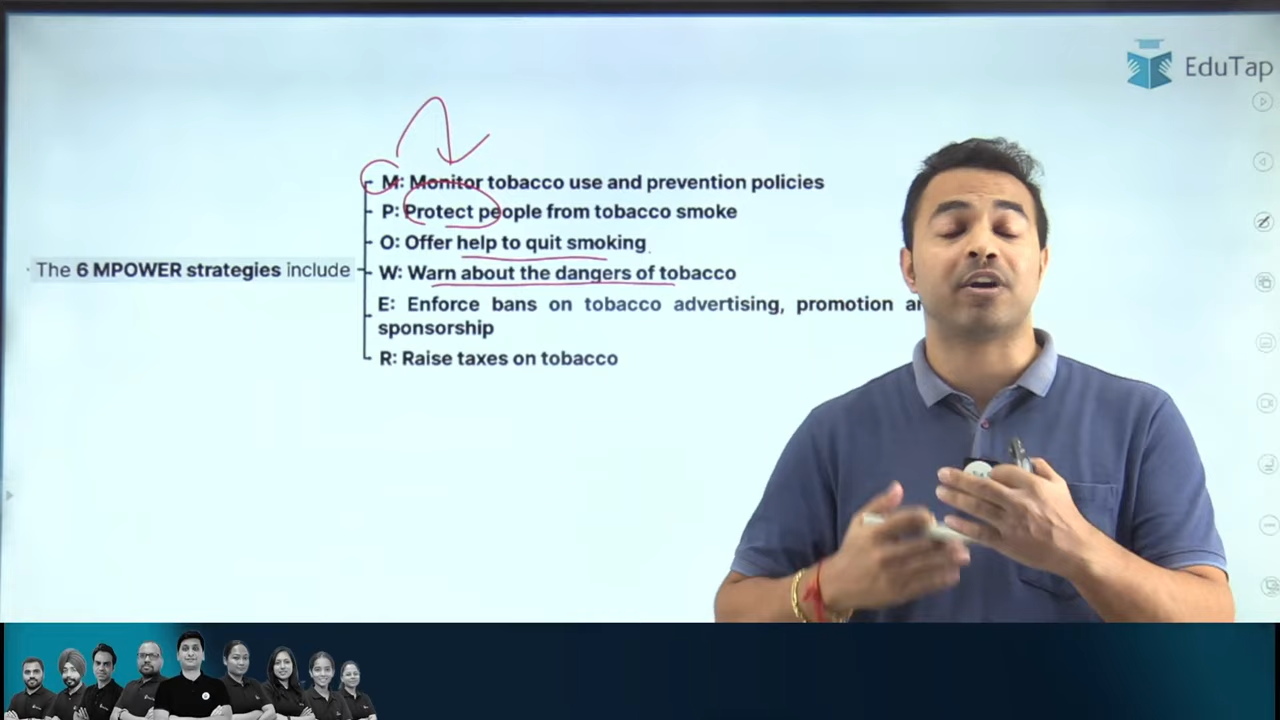 EduTap
M: Monitor tobacco use and prevention policies
P: Protect people from tobacco smoke
O: Offer help to quit smoking
The 6 MPOWER strategies include
W: Warn about the dangers of tobacco
E: Enforce bans on tobacco advertising, promotion
sponsorship
R: Raise taxes on tobacco